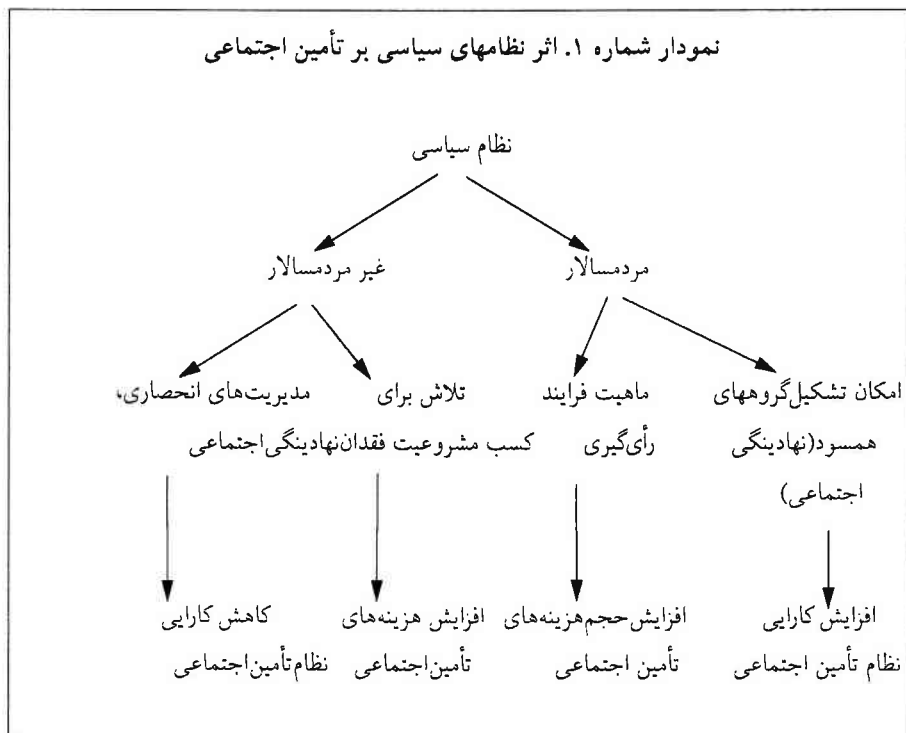 نمودار شماره ۱. اثر نظامهای سیاسی بر تأمین اجتماعی
نظام سیاسی
مردمسالار
غیر مردمسالار
امکان تشکیل‌گروههای
همسود(نهادینگی
اجتماعی)
ماهیت فرایند
رأی‌گیری
تلاش برای
کسب مشروعیت
مدیریت‌های انحصاری،
فقدان‌نهادینگی‌اجتماعی
افزایش کارایی
نظام تأمین اجتماعی
افزایش‌حجم‌هزینه‌های
تأمین اجتماعی
افزایش هزینه‌های
تأمین‌اجتماعی
کاهش کارایی
نظام‌تأمین‌اجتماعی